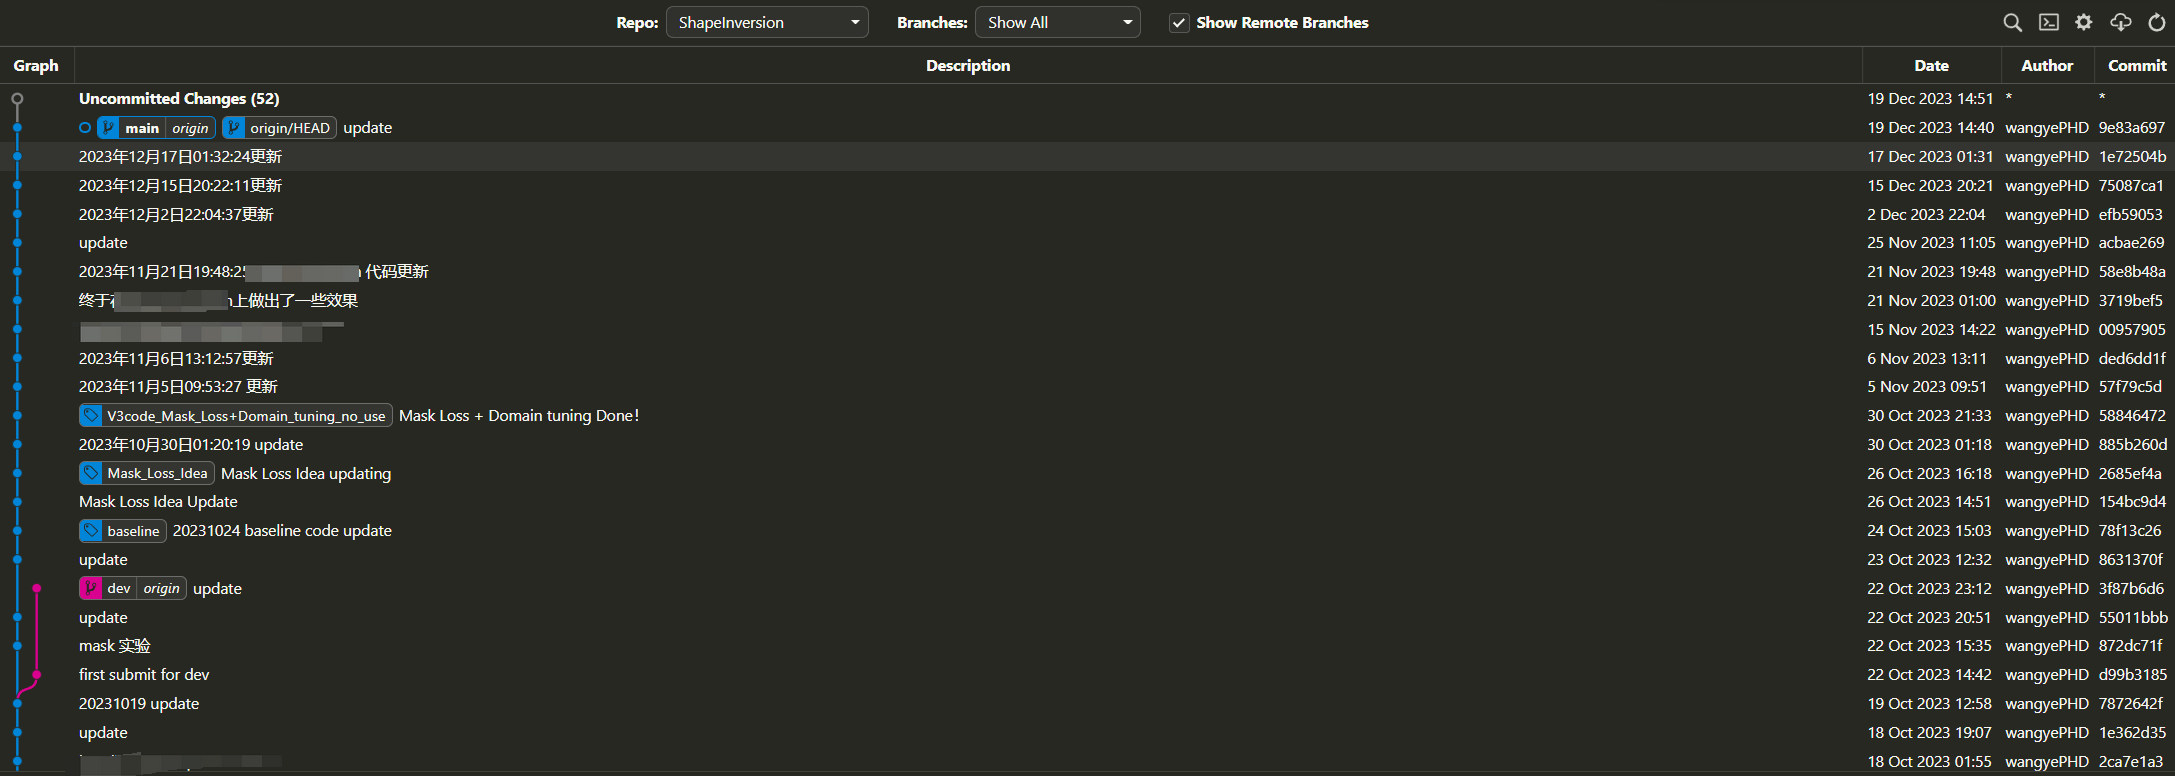 Repo: ShapeInversion Branches: Show All Show Remote Branches
Graph Description Date Author Commit
Uncommitted Changes (52) 19 Dec 2023 14:51 * *
main origin origin/HEAD update 19 Dec 2023 14:40 wangyePHD 9e83a697
2023年12月17日01:32:24更新 17 Dec 2023 01:31 wangyePHD 1e72504b
2023年12月15日20:22:11更新 15 Dec 2023 20:21 wangyePHD 75087ca1
2023年12月2日22:04:37更新 2 Dec 2023 22:04 wangyePHD efb59053
update 25 Nov 2023 11:05 wangyePHD acbae269
2023年11月21日19:48:25 代码更新 21 Nov 2023 19:48 wangyePHD 58e8b48a
终于在 上做出了一些效果 21 Nov 2023 01:00 wangyePHD 3719bef5
15 Nov 2023 14:22 wangyePHD 00957905
2023年11月6日13:12:57更新 6 Nov 2023 13:11 wangyePHD ded6dd1f
2023年11月5日09:53:27 更新 5 Nov 2023 09:51 wangyePHD 57f79c5d
V3code_Mask_Loss+Domain_tuning_no_use Mask Loss + Domain tuning Done！ 30 Oct 2023 21:33 wangyePHD 58846472
2023年10月30日01:20:19 update 30 Oct 2023 01:18 wangyePHD 885b260d
Mask_Loss_Idea Mask Loss Idea updating 26 Oct 2023 16:18 wangyePHD 2685ef4a
Mask Loss Idea Update 26 Oct 2023 14:51 wangyePHD 154bc9d4
baseline 20231024 baseline code update 24 Oct 2023 15:03 wangyePHD 78f13c26
update 23 Oct 2023 12:32 wangyePHD 8631370f
dev origin update 22 Oct 2023 23:12 wangyePHD 3f87b6d6
update 22 Oct 2023 20:51 wangyePHD 55011bbb
mask 实验 22 Oct 2023 15:35 wangyePHD 872dc71f
first submit for dev 22 Oct 2023 14:42 wangyePHD d99b3185
20231019 update 19 Oct 2023 12:58 wangyePHD 7872642f
update 18 Oct 2023 19:07 wangyePHD 1e362d35
18 Oct 2023 01:55 wangyePHD 2ca7e1a3